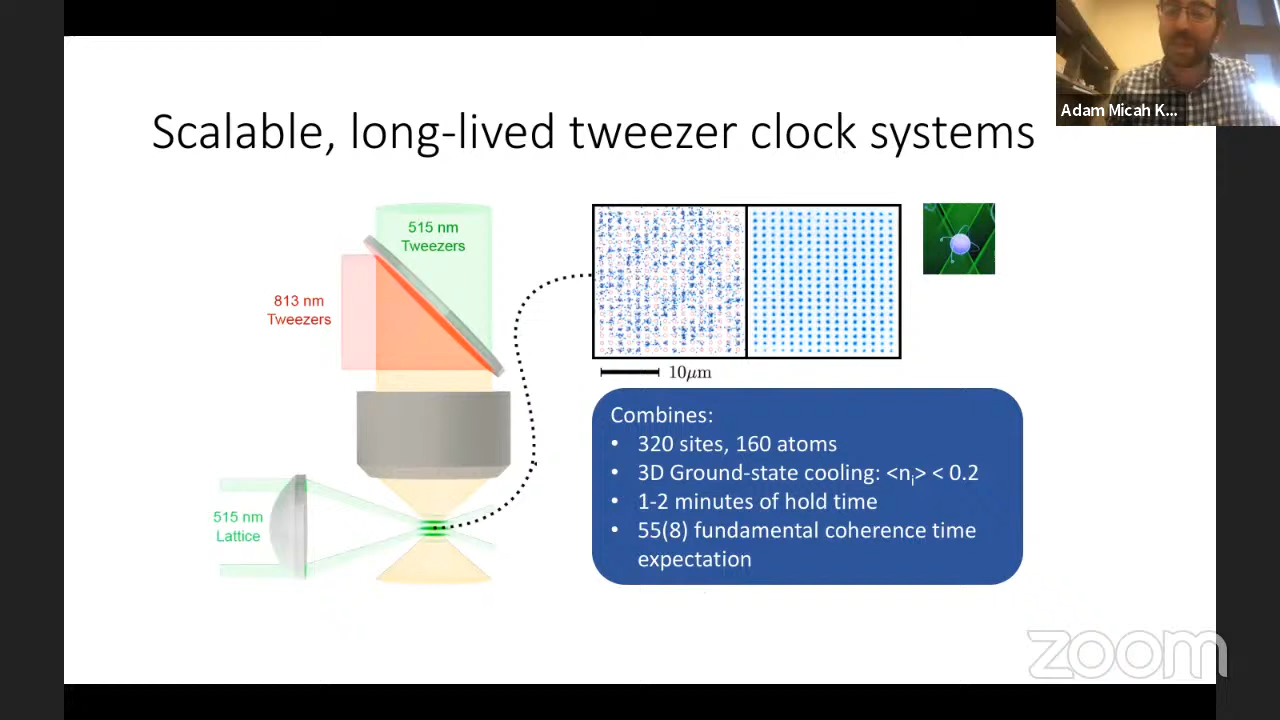 Adam Micah K...
Scalable, long-lived tweezer clock systems
515 nm
Tweezers
813 nm
Tweezers
515 nm
Lattice
10μm
Combines:
• 320 sites, 160 atoms
• 3D Ground-state cooling: <nᵢ> < 0.2
• 1-2 minutes of hold time
• 55(8) fundamental coherence time
expectation
zoom